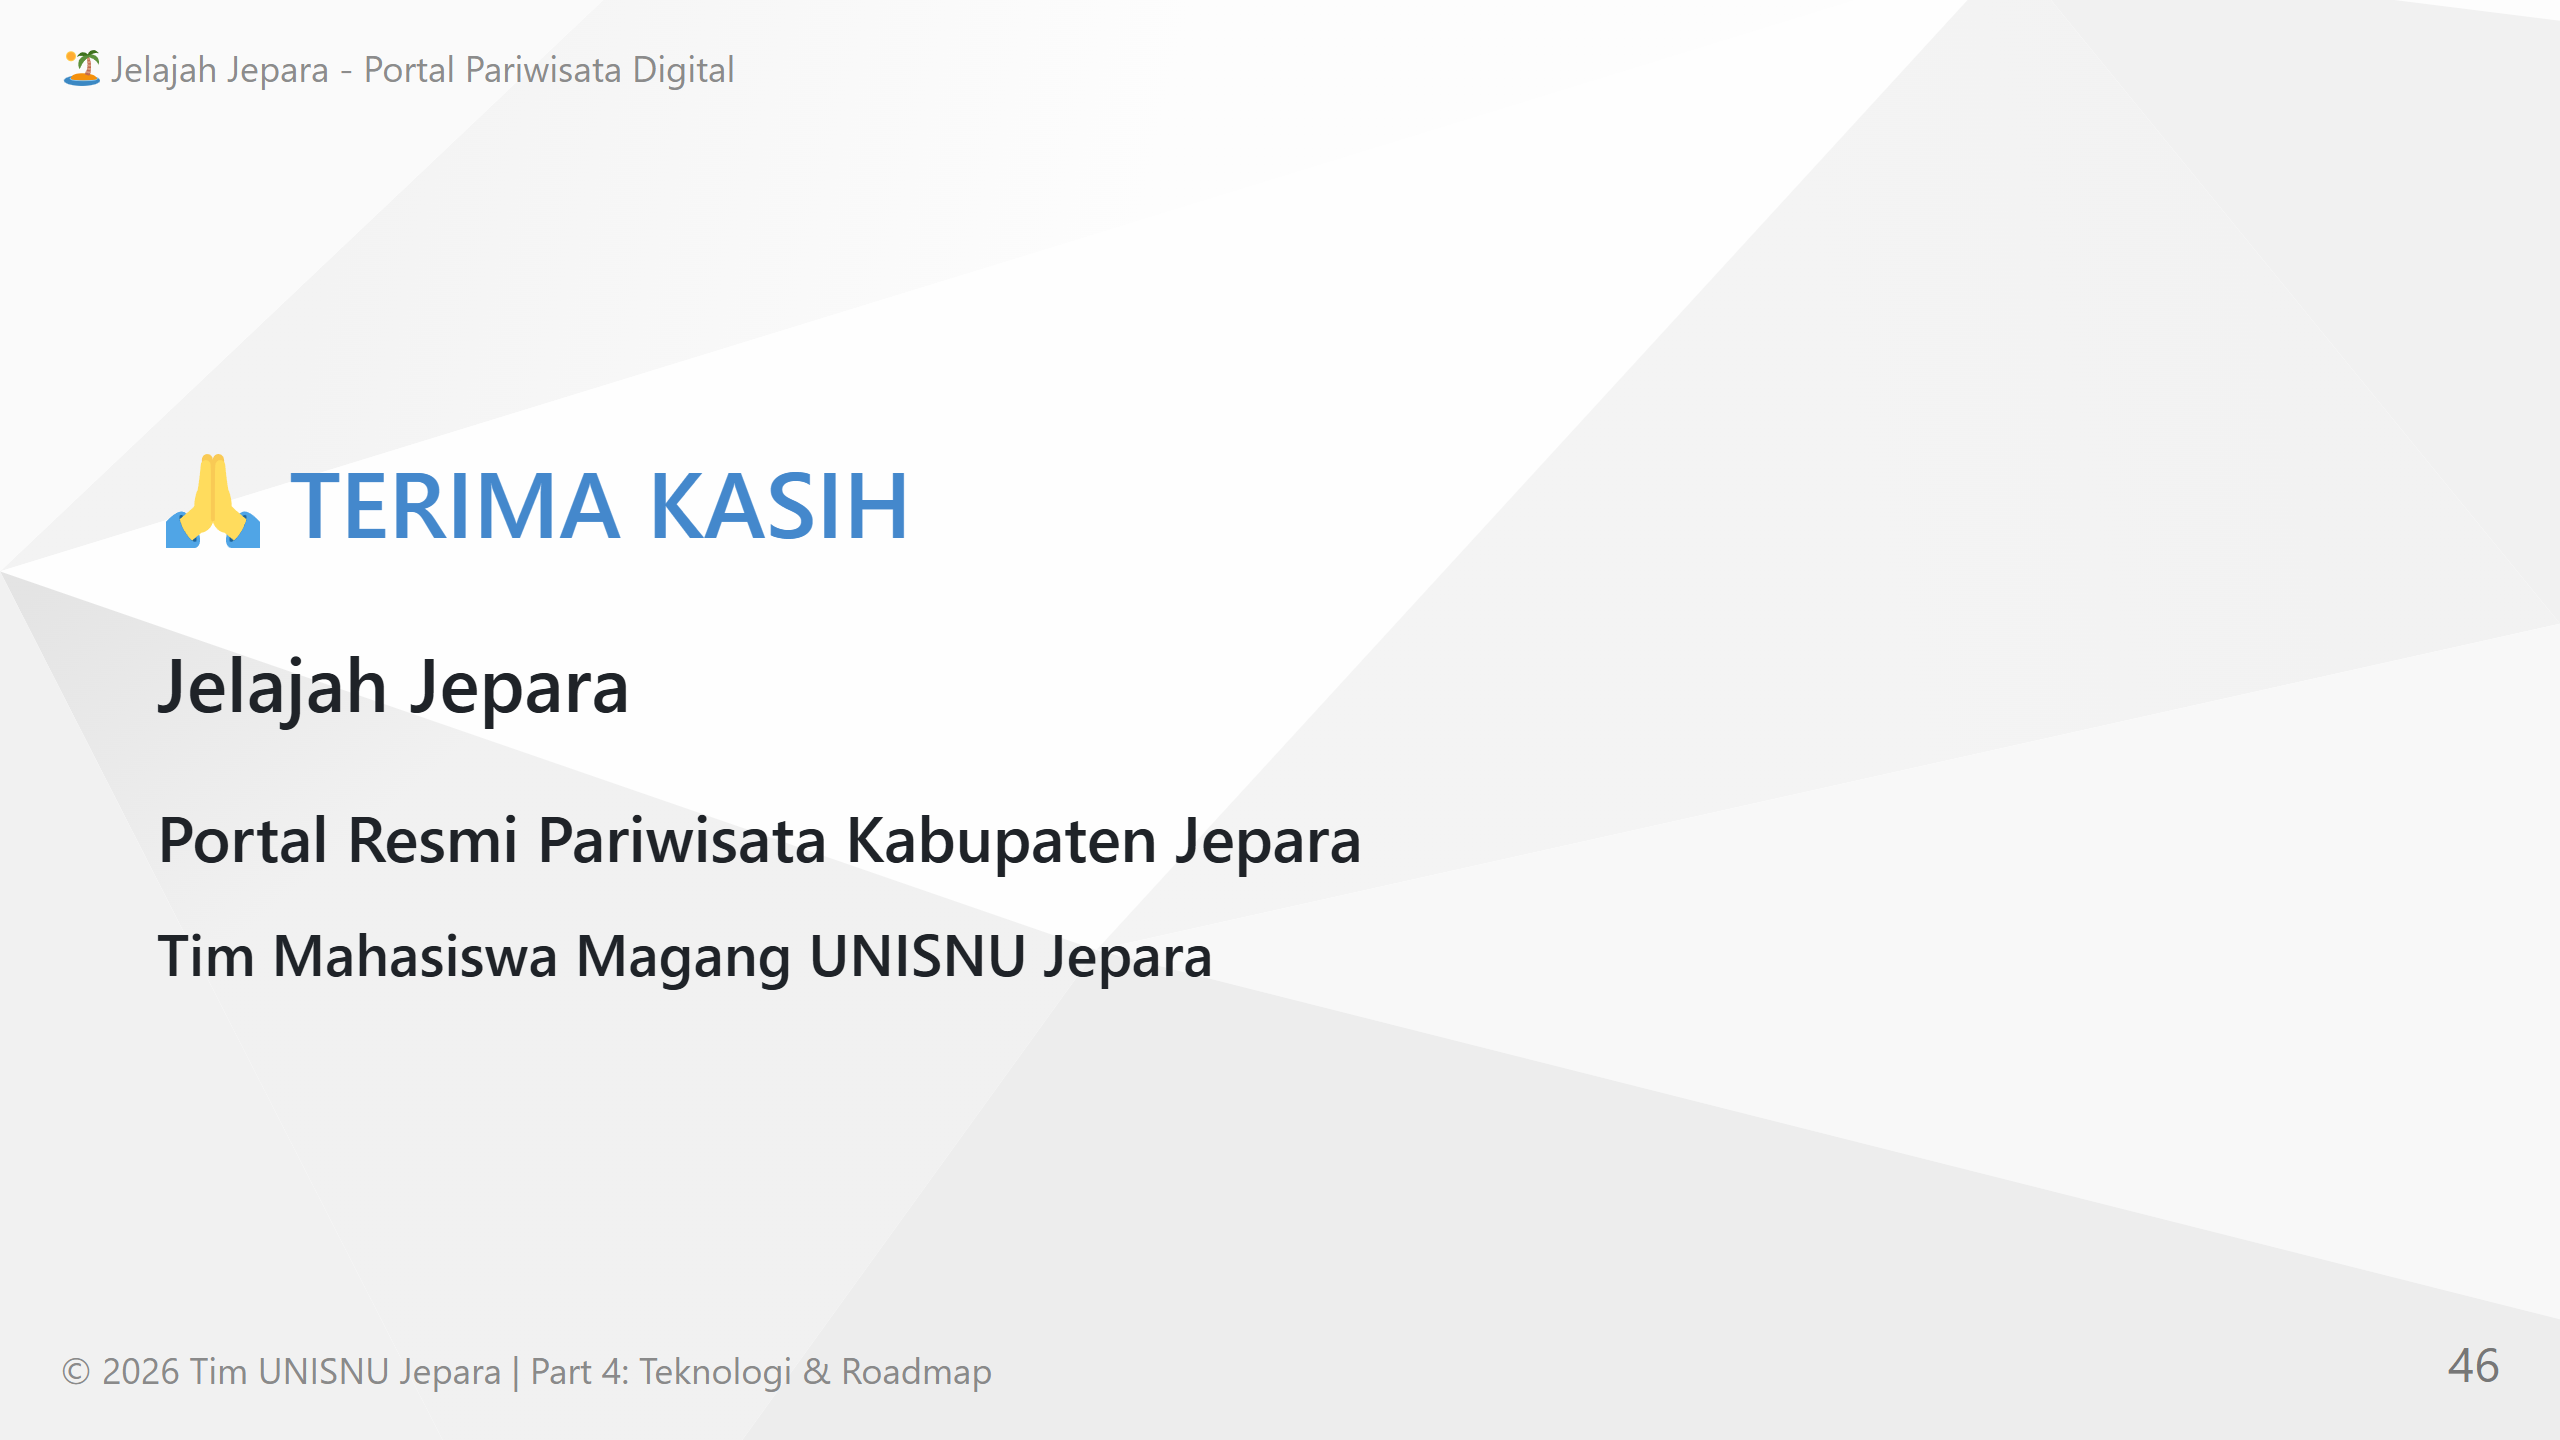 🏝️ Jelajah Jepara - Portal Pariwisata Digital
🙏 TERIMA KASIH
Jelajah Jepara
Portal Resmi Pariwisata Kabupaten Jepara
Tim Mahasiswa Magang UNISNU Jepara
© 2026 Tim UNISNU Jepara | Part 4: Teknologi & Roadmap
46